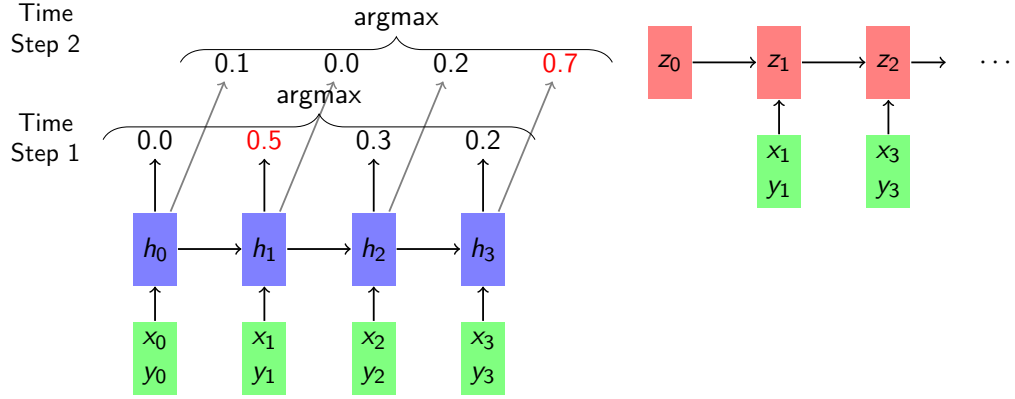 Time
Step 2
argmax
0.1 0.0 0.2 0.7
argmax
Time
Step 1
0.0 0.5 0.3 0.2
h₀ h₁ h₂ h₃
x₀ x₁ x₂ x₃
y₀ y₁ y₂ y₃
z₀ z₁ z₂ ...
x₁ x₃
y₁ y₃